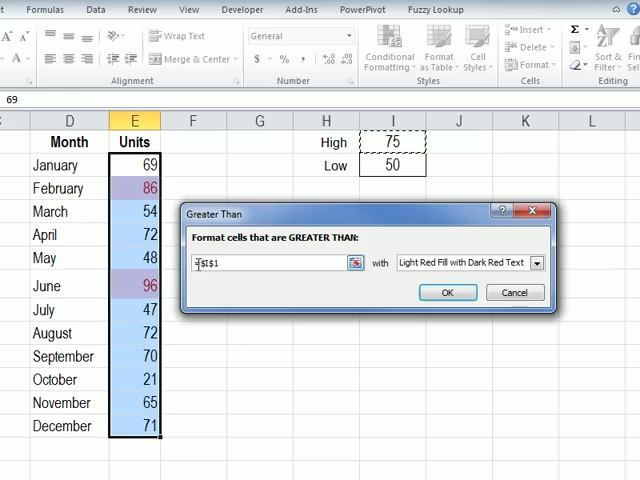 Formulas Data Review View Developer Add-Ins PowerPivot Fuzzy Lookup
Wrap Text
Insert
Delete
Merge & Center
$ % ,
Conditional Formatting
Format as Table
Cell Styles
Format
Sort & Filter
Find & Select
Alignment Number Styles Cells Editing
69
D E F G H I J K L
Month Units High 75
January 69 Low 50
February 86
March 54
April 72
May 48
June 96
July 47
August 72
September 70
October 21
November 65
December 71
Greater Than
Format cells that are GREATER THAN:
=$I$1 with Light Red Fill with Dark Red Text
OK Cancel